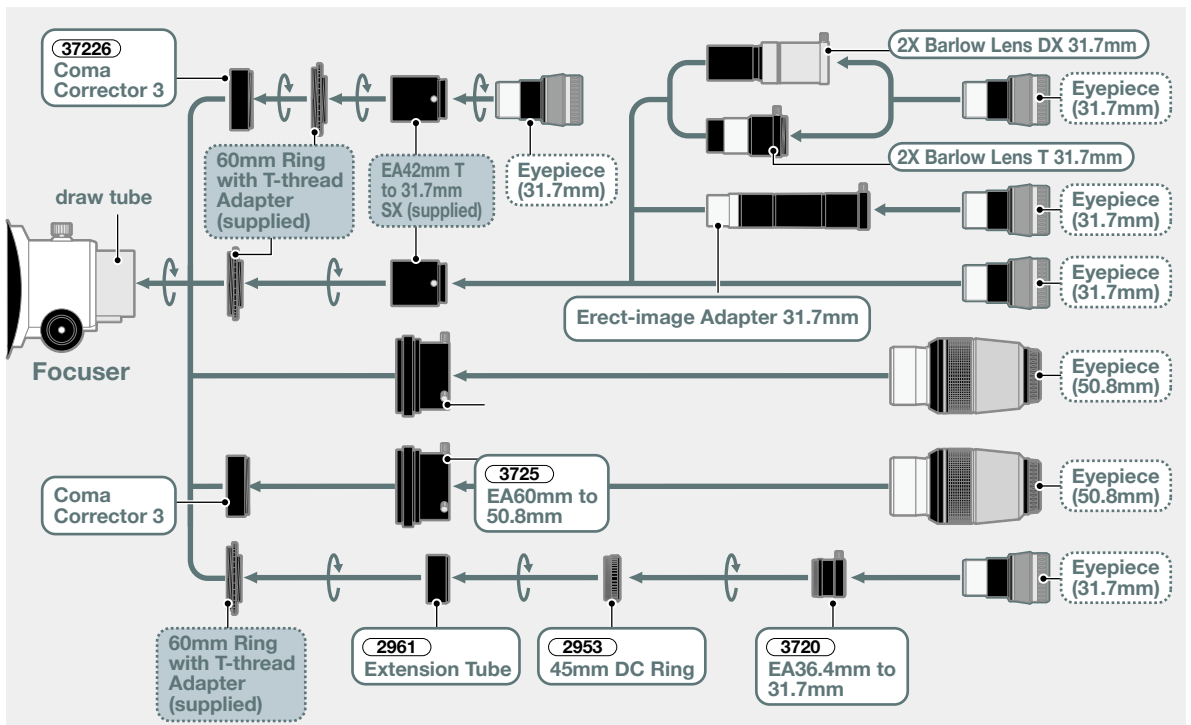 37226
Coma
Corrector 3
2X Barlow Lens DX 31.7mm
Eyepiece
(31.7mm)
2X Barlow Lens T 31.7mm
60mm Ring
with T-thread
Adapter
(supplied)
EA42mm T
to 31.7mm
SX (supplied)
Eyepiece
(31.7mm)
draw tube
Eyepiece
(31.7mm)
Eyepiece
(31.7mm)
Erect-image Adapter 31.7mm
Focuser
Eyepiece
(50.8mm)
Coma
Corrector 3
3725
EA60mm to
50.8mm
Eyepiece
(50.8mm)
Eyepiece
(31.7mm)
60mm Ring
with T-thread
Adapter
(supplied)
2961
Extension Tube
2953
45mm DC Ring
3720
EA36.4mm to
31.7mm